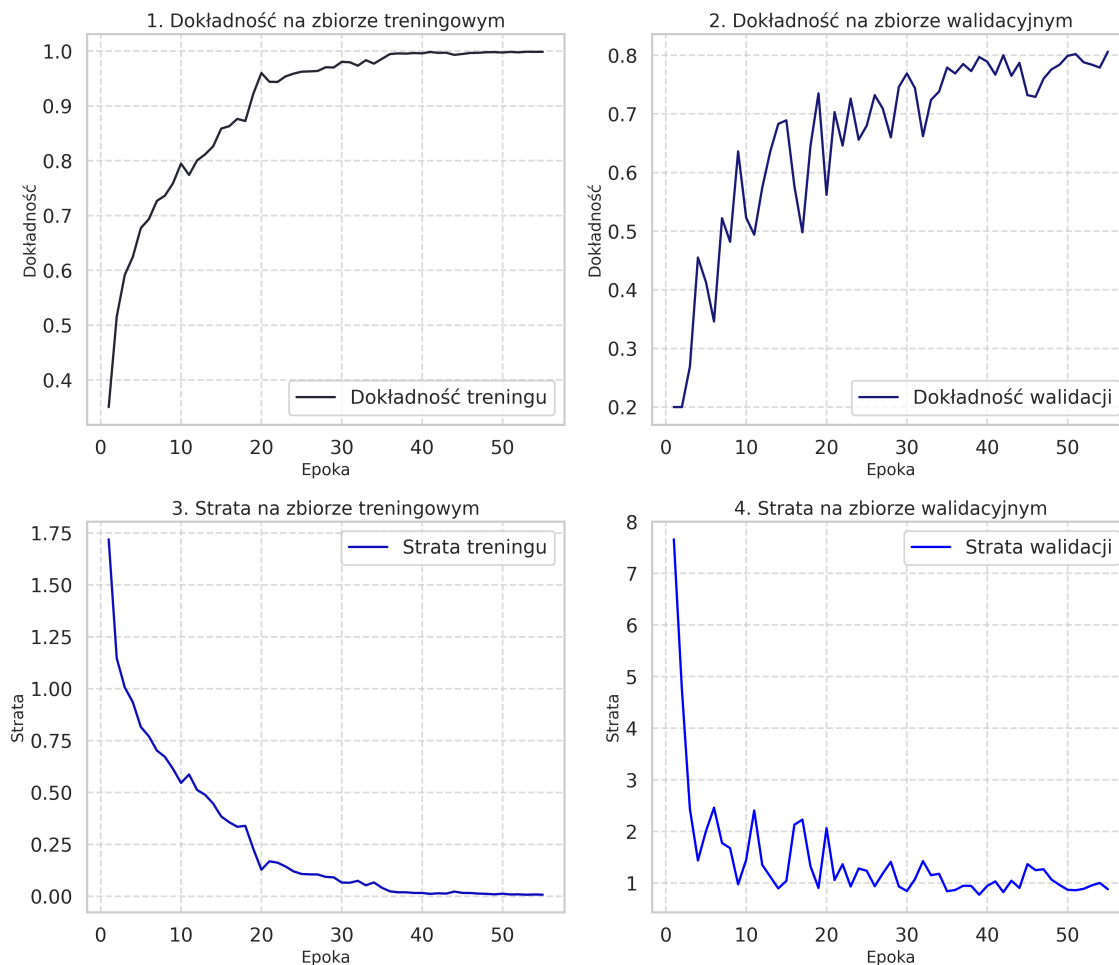 1. Dokładność na zbiorze treningowym
1.0
0.9
0.8
0.7
0.6
0.5
0.4
Dokładność
Dokładność treningu
0 10 20 30 40 50
Epoka
2. Dokładność na zbiorze walidacyjnym
0.8
0.7
0.6
0.5
0.4
0.3
0.2
Dokładność
Dokładność walidacji
0 10 20 30 40 50
Epoka
3. Strata na zbiorze treningowym
1.75
1.50
1.25
1.00
0.75
0.50
0.25
0.00
Strata
Strata treningu
0 10 20 30 40 50
Epoka
4. Strata na zbiorze walidacyjnym
8
7
6
5
4
3
2
1
Strata
Strata walidacji
0 10 20 30 40 50
Epoka